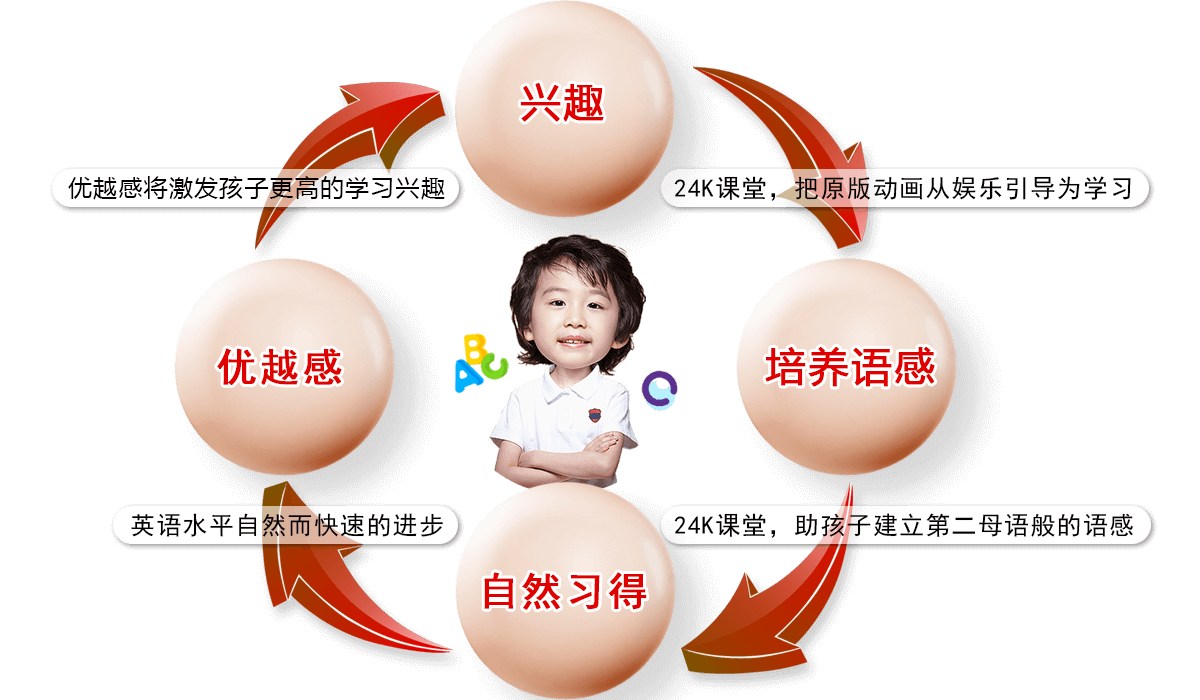 兴趣
优越感将激发孩子更高的学习兴趣
24K课堂，把原版动画从娱乐引导为学习
ABC
优越感
培养语感
英语水平自然而快速的进步
24K课堂，助孩子建立第二母语般的语感
自然习得